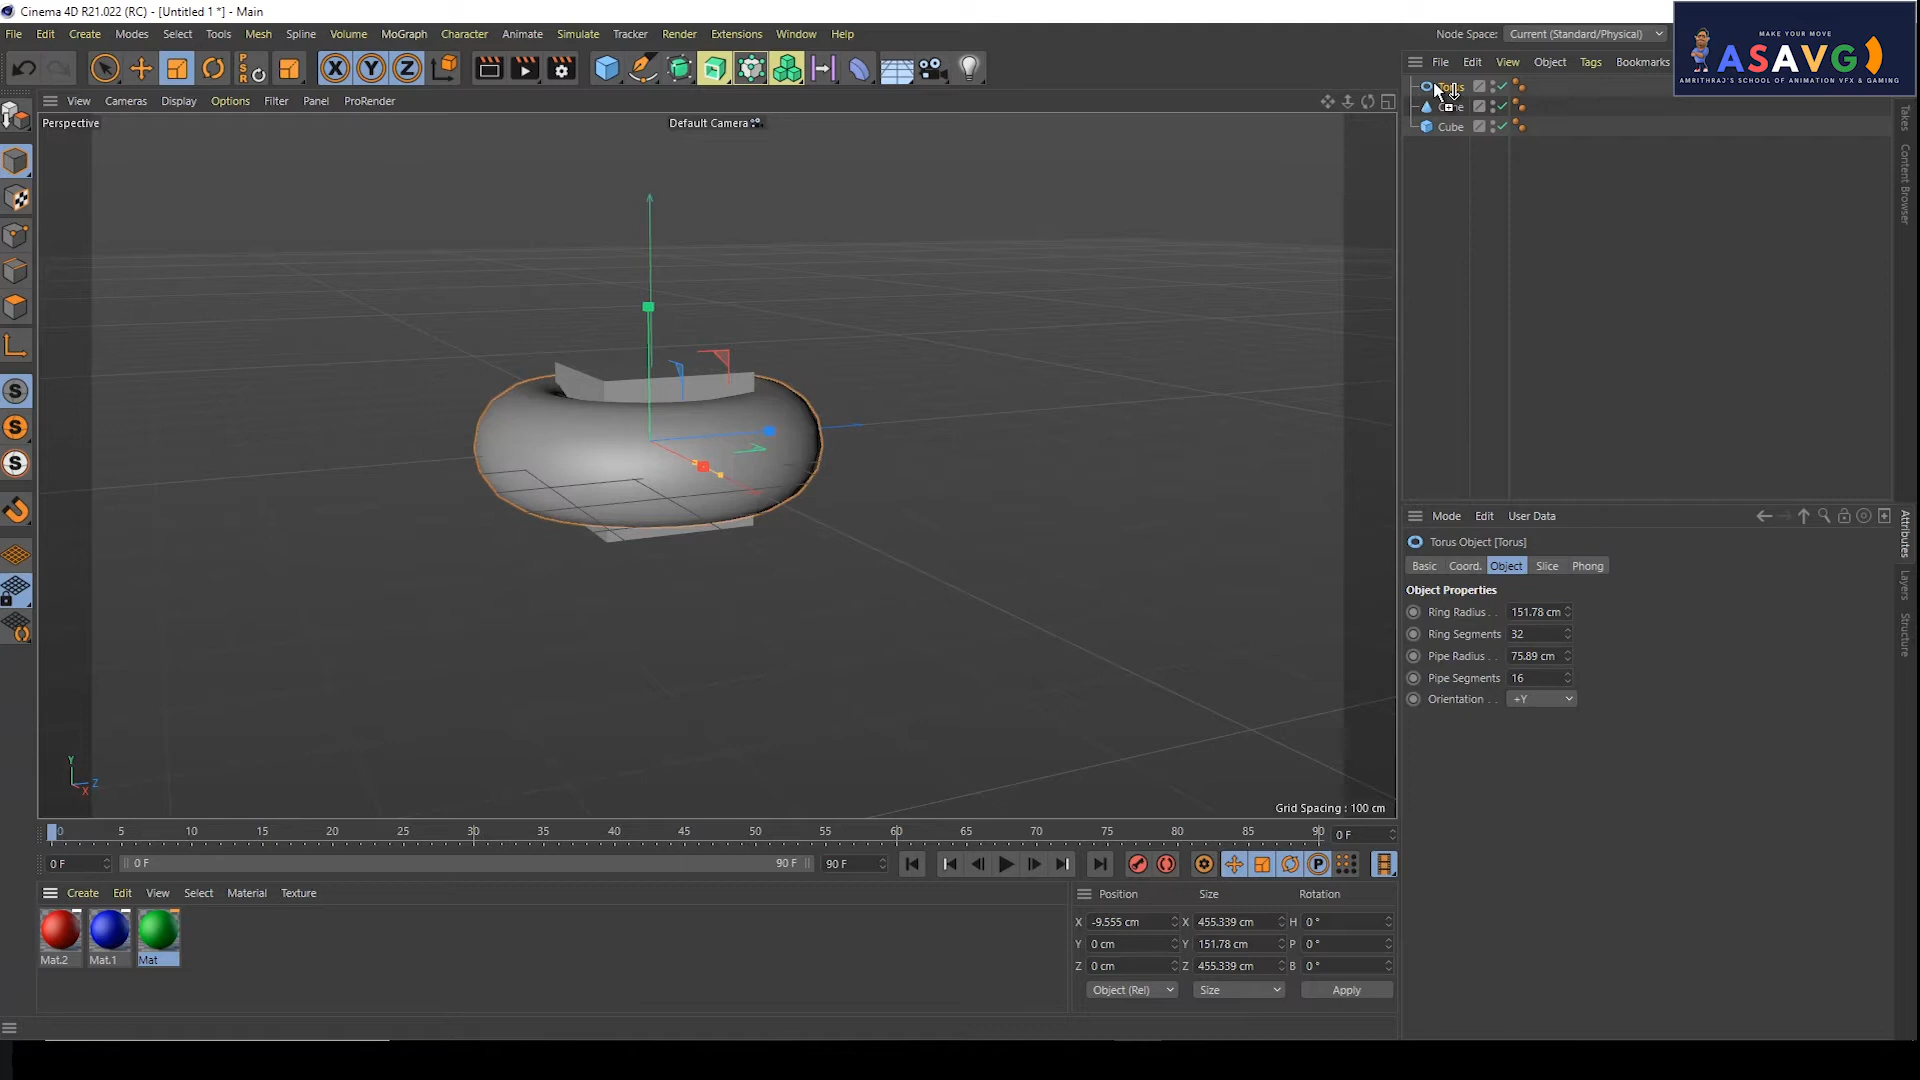 Cinema 4D R21.022 (RC) - [Untitled 1 *] - Main
File Edit Create Modes Select Tools Mesh Spline Volume MoGraph Character Animate Simulate Tracker Render Extensions Window Help
Node Space: Current (Standard/Physical)
MAKE YOUR MOVE
ASAVG
AMRITHRAJ'S SCHOOL OF ANIMATION VFX & GAMING
File Edit View Object Tags Bookmarks
View Cameras Display Options Filter Panel ProRender
Perspective
Default Camera
Torus
Cone
Cube
Takes
Content Browser
Mode Edit User Data
Torus Object [Torus]
Basic Coord. Object Slice Phong
Object Properties
Ring Radius . . 151.78 cm
Ring Segments 32
Pipe Radius . . 75.89 cm
Pipe Segments 16
Orientation . . +Y
Attributes
Layers
Structure
Y
Z
X
Grid Spacing : 100 cm
0 5 10 15 20 25 30 35 40 45 50 55 60 65 70 75 80 85 90 0 F
0 F 0 F 90 F 90 F
Create Edit View Select Material Texture
Mat.2 Mat.1 Mat
Position Size Rotation
X -9.555 cm X 455.339 cm H 0 °
Y 0 cm Y 151.78 cm P 0 °
Z 0 cm Z 455.339 cm B 0 °
Object (Rel) Size Apply